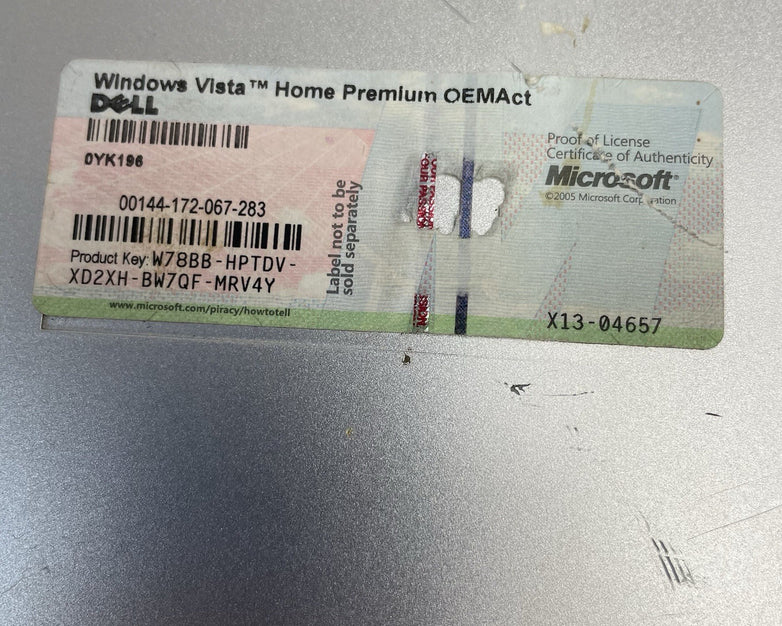 Windows Vista™ Home Premium OEMAct
DELL
0YK196
00144-172-067-283
Product Key: W78BB-HPTDV-
XD2XH-BW7QF-MRV4Y
www.microsoft.com/piracy/howtotell
Label not to be
sold separately
Proof of License
Certificate of Authenticity
Microsoft®
©2005 Microsoft Corporation
X13-04657